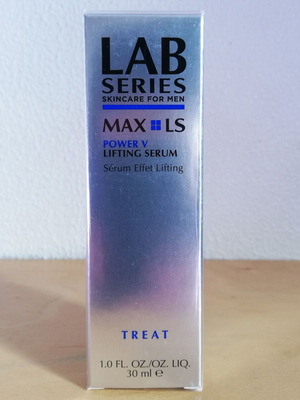 LAB
SERIES
SKINCARE FOR MEN
MAX LS
POWER V
LIFTING SERUM
Sérum Effet Lifting
TREAT
1.0 FL. OZ./OZ. LIQ.
30 ml e